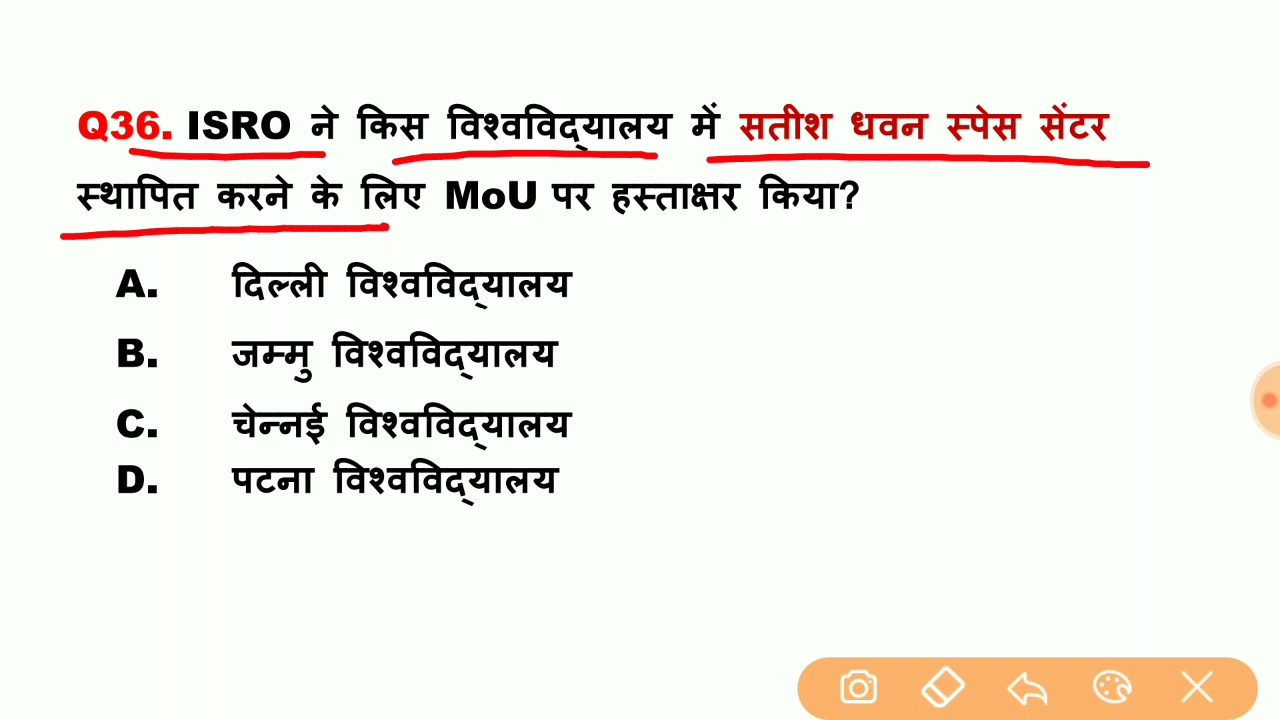 Q36. ISRO ने किस विश्वविद्यालय में सतीश धवन स्पेस सेंटर
स्थापित करने के लिए MoU पर हस्ताक्षर किया?
A. दिल्ली विश्वविद्यालय
B. जम्मु विश्वविद्यालय
C. चेन्नई विश्वविद्यालय
D. पटना विश्वविद्यालय